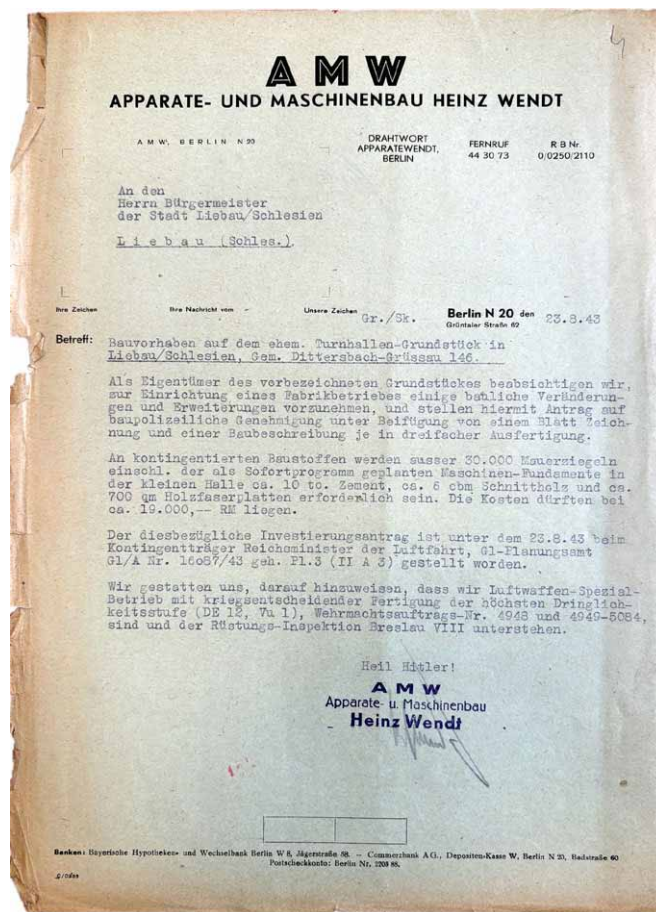 4
AMW
APPARATE- UND MASCHINENBAU HEINZ WENDT
AMW, BERLIN N 20
DRAHTWORT
APPARATEWENDT,
BERLIN
FERNRUF
44 30 73
R B Nr.
0/0250/2110
An den
Herrn Bürgermeister
der Stadt Liebau/Schlesien
Liebau (Schles.)
Ihre Zeichen
Ihre Nachricht vom
Unsere Zeichen
Gr./Sk.
Berlin N 20 den
23.8.43
Grüntaler Straße 62
Betreff:
Bauvorhaben auf dem ehem. Turnhallen-Grundstück in
Liebau/Schlesien, Gem. Dittersbach-Grüssau 146.
Als Eigentümer des vorbezeichneten Grundstückes beabsichtigen wir,
zur Einrichtung eines Fabrikbetriebes einige bauliche Veränderun-
gen und Erweiterungen vorzunehmen, und stellen hiermit Antrag auf
baupolizeiliche Genehmigung unter Beifügung von einem Blatt Zeich-
nung und einer Baubeschreibung je in dreifacher Ausfertigung.
An kontingentierten Baustoffen werden ausser 30.000 Mauerziegeln
einschl. der als Sofortprogramm geplanten Maschinen-Fundamente in
der kleinen Halle ca. 10 to. Zement, ca. 6 cbm Schnittholz und ca.
700 qm Holzfaserplatten erforderlich sein. Die Kosten dürften bei
ca. 19.000,-- RM liegen.
Der diesbezügliche Investierungsantrag ist unter dem 23.8.43 beim
Kontingentträger Reichsminister der Luftfahrt, Gl-Planungsamt
Gl/A Nr. 16087/43 geh. Pl.3 (II A 3) gestellt worden.
Wir gestatten uns, darauf hinzuweisen, dass wir Luftwaffen-Spezial-
Betrieb mit kriegsentscheidender Fertigung der höchsten Dringlich-
keitsstufe (DE 12, Vu 1), Wehrmachtsauftrags-Nr. 4948 und 4949-5084,
sind und der Rüstungs-Inspektion Breslau VIII unterstehen.
Heil Hitler!
AMW
Apparate- u. Maschinenbau
Heinz Wendt
Banken: Bayerische Hypotheken- und Wechselbank Berlin W 8, Jägerstraße 88. – Commerzbank A.G., Depositen-Kasse W, Berlin N 20, Badstraße 60
Postscheckkonto: Berlin Nr. 2203 88.